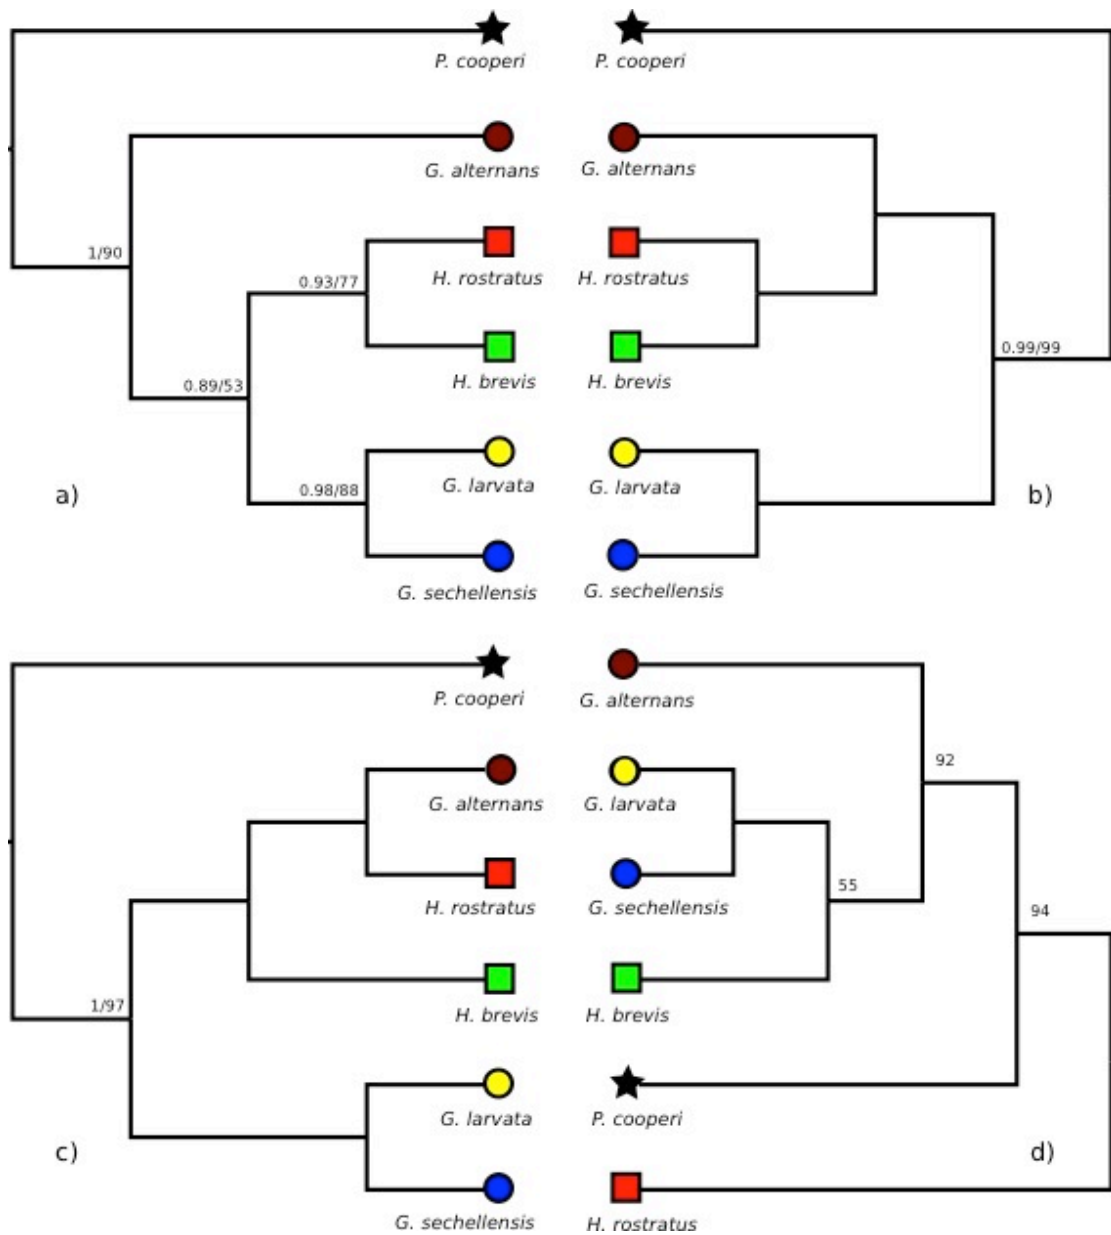 P. cooperi
P. cooperi
G. alternans
G. alternans
1/90
0.93/77
H. rostratus
H. rostratus
0.99/99
0.89/53
H. brevis
H. brevis
0.98/88
G. larvata
G. larvata
a)
b)
G. sechellensis
G. sechellensis
P. cooperi
G. alternans
92
G. alternans
G. larvata
55
H. rostratus
G. sechellensis
94
1/97
H. brevis
H. brevis
G. larvata
P. cooperi
c)
d)
G. sechellensis
H. rostratus